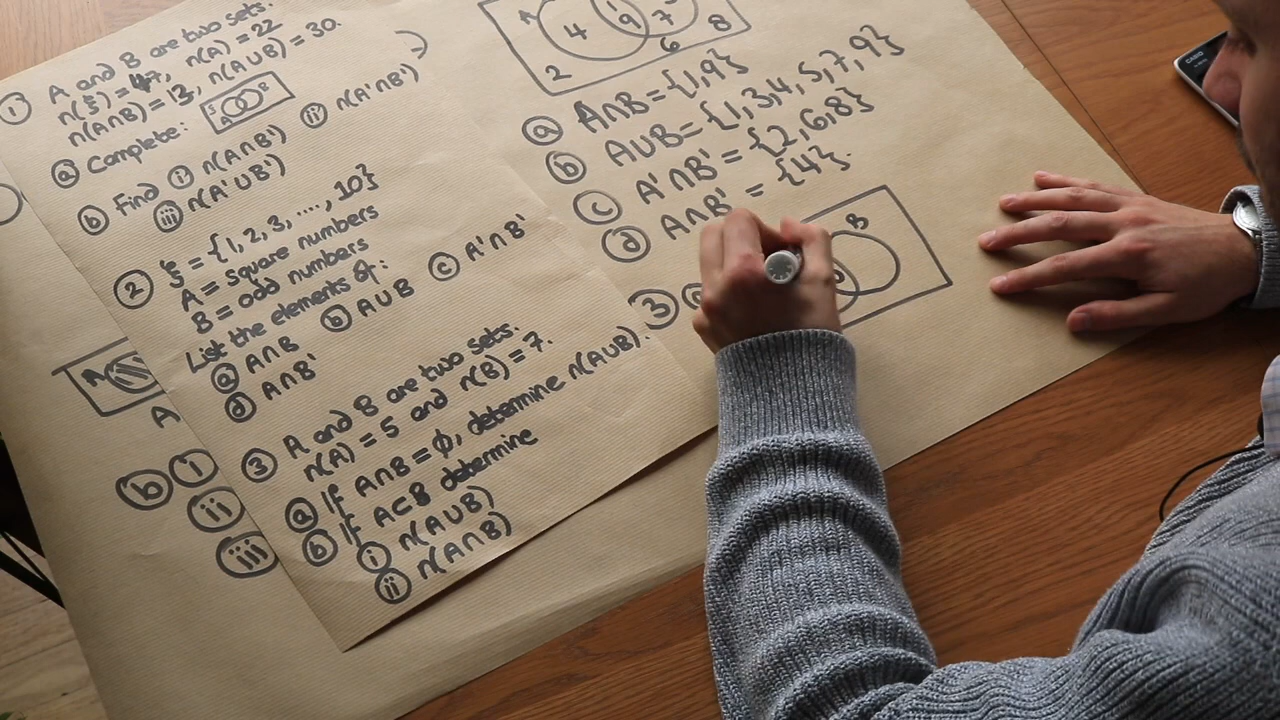 ① A and B are two sets.
n(ξ) = 47, n(A) = 22
n(A∩B) = 13, n(A∪B) = 30.
ⓐ Complete: ξ A B
ⓑ Find ⓘ n(A∩B') ⓘⓘ n(A'∩B')
ⓘⓘⓘ n(A'∪B')
② ξ = {1, 2, 3, ...., 10}
A = square numbers
B = odd numbers
List the elements of:
ⓐ A∩B ⓑ A∪B ⓒ A'∩B'
ⓓ A∩B'
③ A and B are two sets.
n(A) = 5 and n(B) = 7.
ⓐ If A∩B = ϕ, determine n(A∪B).
ⓑ If A⊂B determine
ⓘ n(A∪B)
ⓘⓘ n(A∩B)
A
A
ⓑ ⓘ
ⓘⓘ
ⓘⓘⓘ
4 1 9 7
2 6 8
ⓐ A∩B = {1,9}
ⓑ A∪B = {1,3,4,5,7,9}
ⓒ A'∩B' = {2,6,8}
ⓓ A∩B' = {4}.
③ B
CASIO